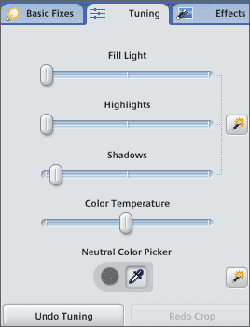 Basic Fixes Tuning Effects
Fill Light
Highlights
Shadows
Color Temperature
Neutral Color Picker
Undo Tuning Redo Crop